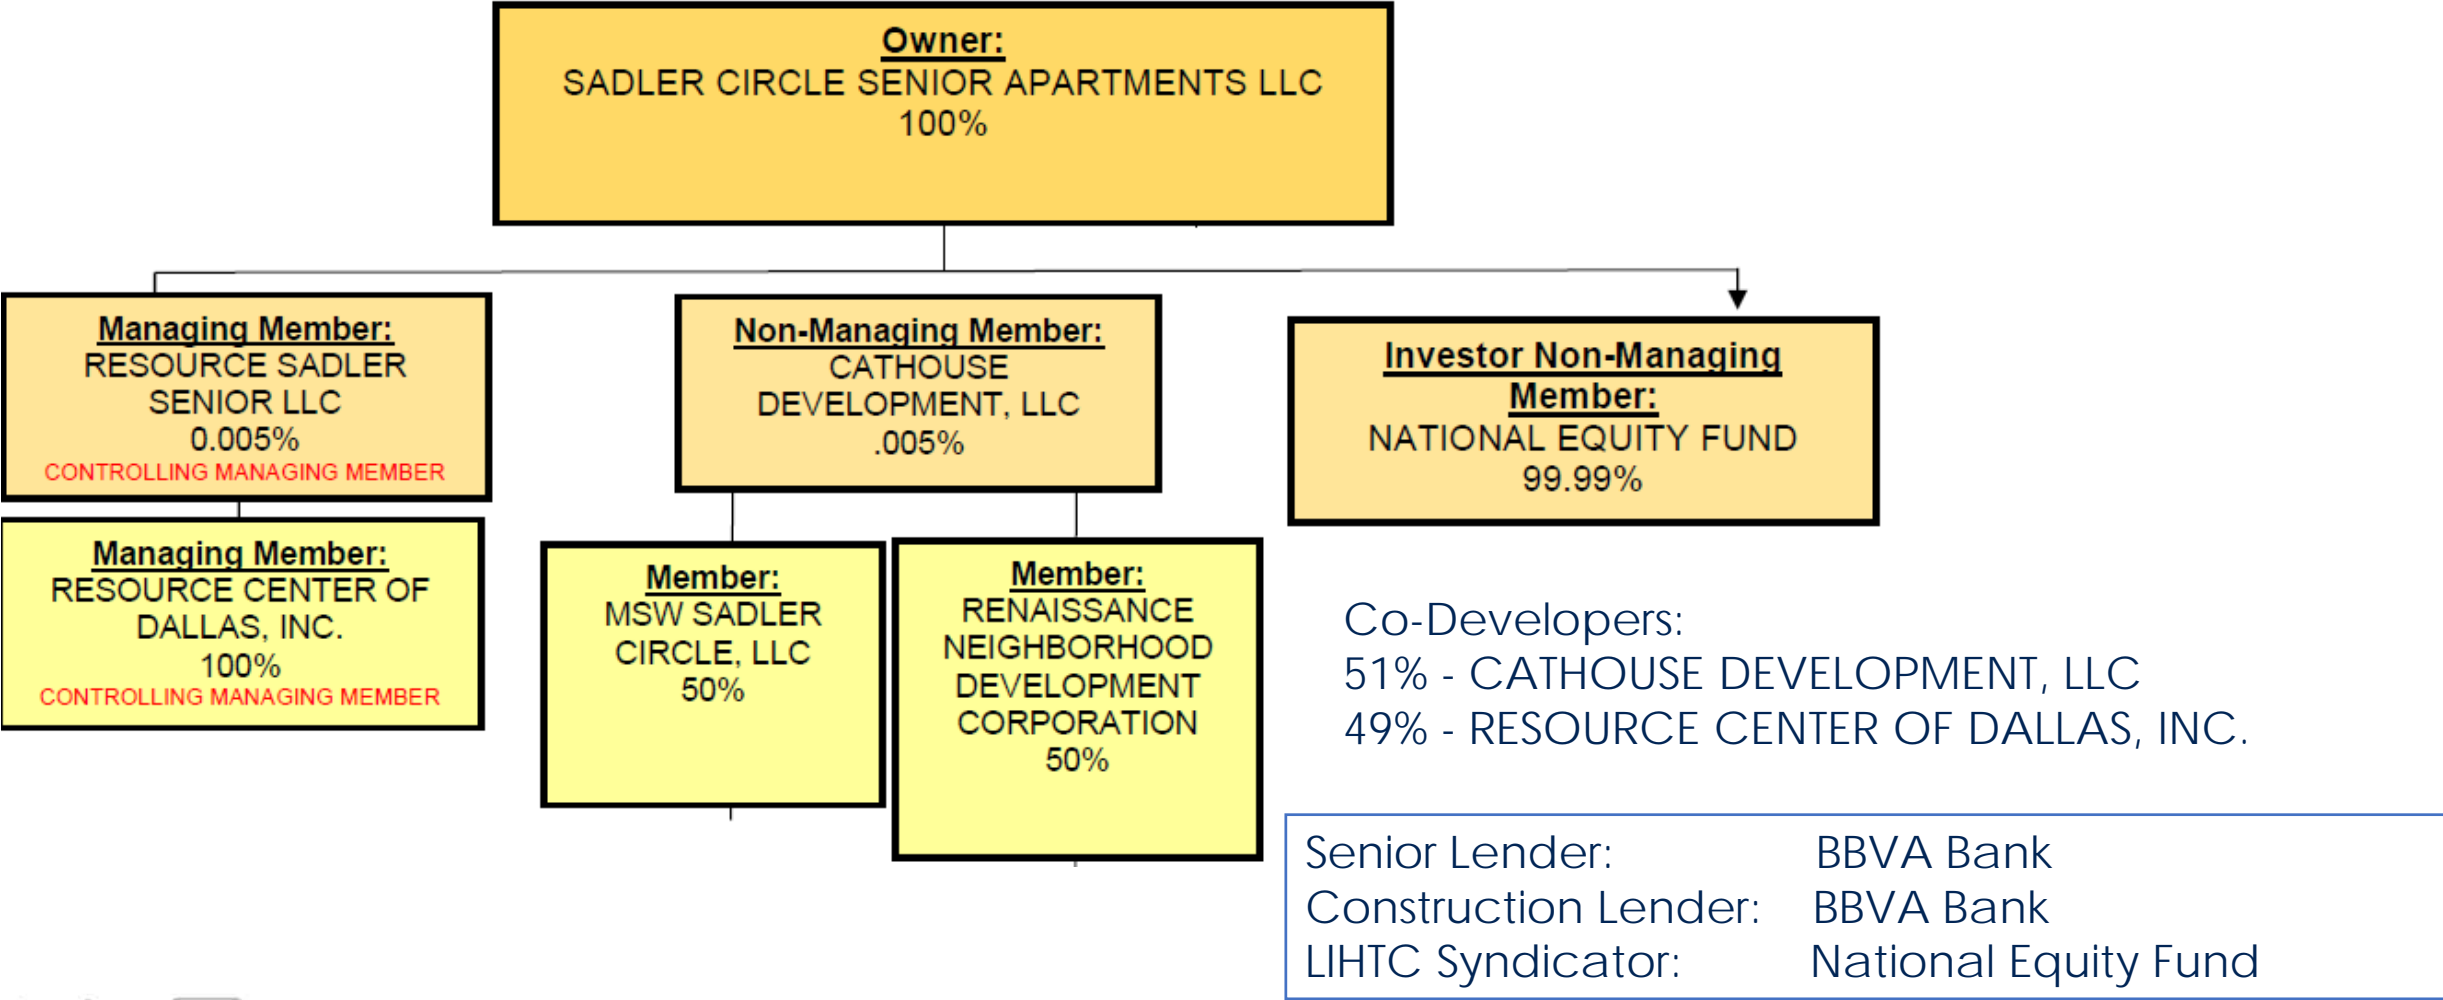 Owner:
SADLER CIRCLE SENIOR APARTMENTS LLC
100%
Managing Member:
RESOURCE SADLER
SENIOR LLC
0.005%
CONTROLLING MANAGING MEMBER
Non-Managing Member:
CATHOUSE
DEVELOPMENT, LLC
.005%
Investor Non-Managing
Member:
NATIONAL EQUITY FUND
99.99%
Managing Member:
RESOURCE CENTER OF
DALLAS, INC.
100%
CONTROLLING MANAGING MEMBER
Member:
MSW SADLER
CIRCLE, LLC
50%
Member:
RENAISSANCE
NEIGHBORHOOD
DEVELOPMENT
CORPORATION
50%
Co-Developers:
51% - CATHOUSE DEVELOPMENT, LLC
49% - RESOURCE CENTER OF DALLAS, INC.
Senior Lender: BBVA Bank
Construction Lender: BBVA Bank
LIHTC Syndicator: National Equity Fund